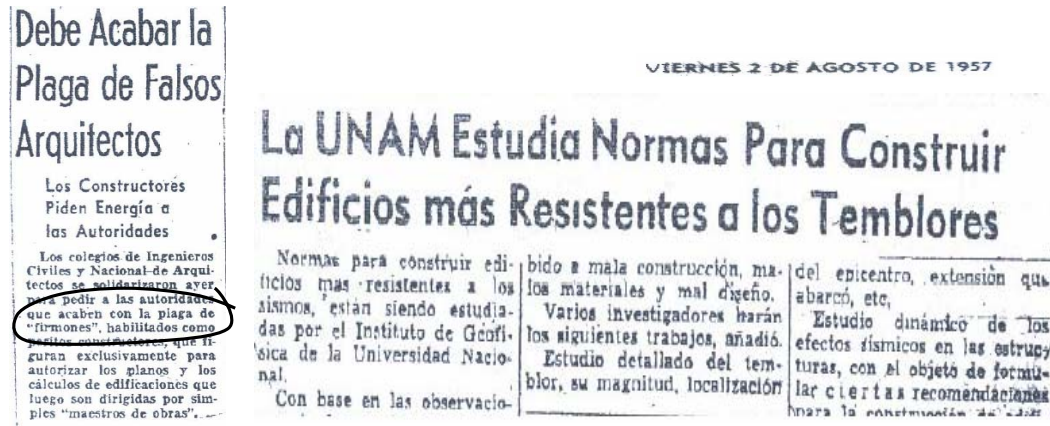 Debe Acabar la
Plaga de Falsos
Arquitectos
Los Constructores
Piden Energía a
las Autoridades
Los colegios de Ingenieros
Civiles y Nacional de Arqui-
tectos se solidarizaron ayer,
para pedir a las autoridades
que acaben con la plaga de
"firmones", habilitados como
peritos constructores, que fi-
guran exclusivamente para
autorizar los planos y los
cálculos de edificaciones que
luego son dirigidas por sim-
ples "maestros de obras".
VIERNES 2 DE AGOSTO DE 1957
La UNAM Estudia Normas Para Construir
Edificios más Resistentes a los Temblores
Normas para construir edi-
ficios mas resistentes a los
sismos, están siendo estudia-
das por el Instituto de Geofí-
sica de la Universidad Nacio-
nal.
Con base en las observacio-
bido a mala construcción, ma-
los materiales y mal diseño.
Varios investigadores harán
los siguientes trabajos, añadió.
Estudio detallado del tem-
blor, su magnitud, localización
del epicentro, extensión que
abarcó, etc,
Estudio dinámico de los
efectos sísmicos en las estruc-
turas, con el objeto de formu-
lar ciertas recomendaciones
para la construcción de edifi-